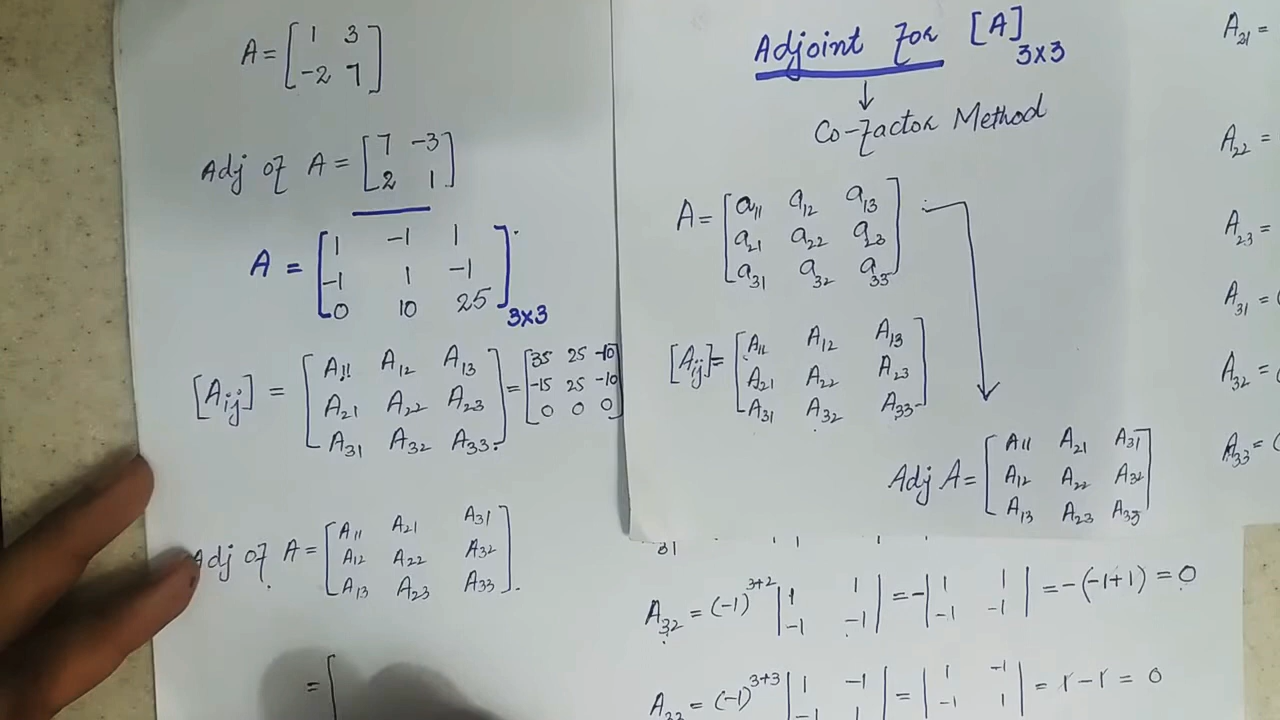 A = [ 1 3
-2 7 ]
Adj of A = [ 7 -3
2 1 ]
A = [ 1 -1 1
-1 1 -1
0 10 25 ] 3×3
[Aij] = [ A11 A12 A13
A21 A22 A23
A31 A32 A33 ] = [ 35 25 -10
-15 25 -10
0 0 0 ]
Adj of A = [ A11 A21 A31
A12 A22 A32
A13 A23 A33 ].
= [
Adjoint for [A] 3×3
↓
Co-factor Method
A = [ a11 a12 a13
a21 a22 a23
a31 a32 a33 ]
[Aij] = [ A11 A12 A13
A21 A22 A23
A31 A32 A33 ]
Adj A = [ A11 A21 A31
A12 A22 A32
A13 A23 A33 ]
31
A32 = (-1)^3+2 | 1 1
-1 -1 | = - | 1 1
-1 -1 | = -(-1+1) = 0
A33 = (-1)^3+3 | 1 -1
-1 1 | = | 1 -1
-1 1 | = 1 - 1 = 0
A21 =
A22 =
A23 =
A31 = (
A32 = (
A33 = (